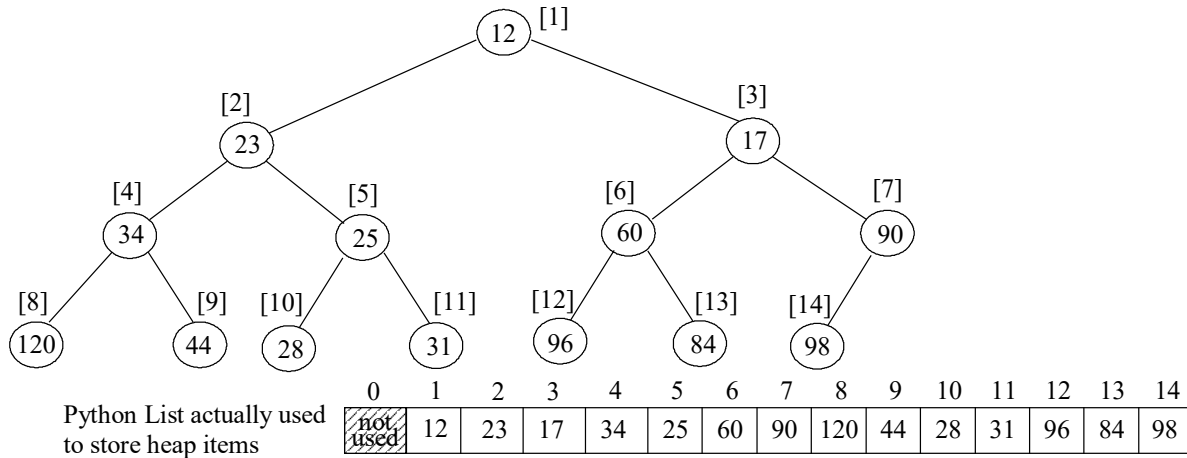 12 [1]
[2] [3]
23 17
[4] [5] [6] [7]
34 25 60 90
[8] [9] [10] [11] [12] [13] [14]
120 44 28 31 96 84 98
0 1 2 3 4 5 6 7 8 9 10 11 12 13 14
Python List actually used
to store heap items
not
used
12 23 17 34 25 60 90 120 44 28 31 96 84 98